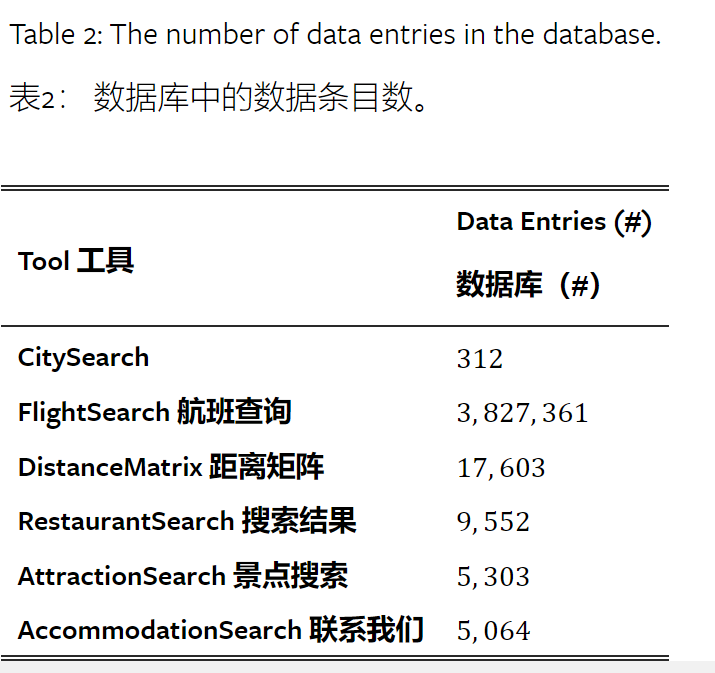 Table 2: The number of data entries in the database.
表2： 数据库中的数据条目数。
Tool 工具
Data Entries (#)
数据库（#）
CitySearch 312
FlightSearch 航班查询 3,827,361
DistanceMatrix 距离矩阵 17,603
RestaurantSearch 搜索结果 9,552
AttractionSearch 景点搜索 5,303
AccommodationSearch 联系我们 5,064